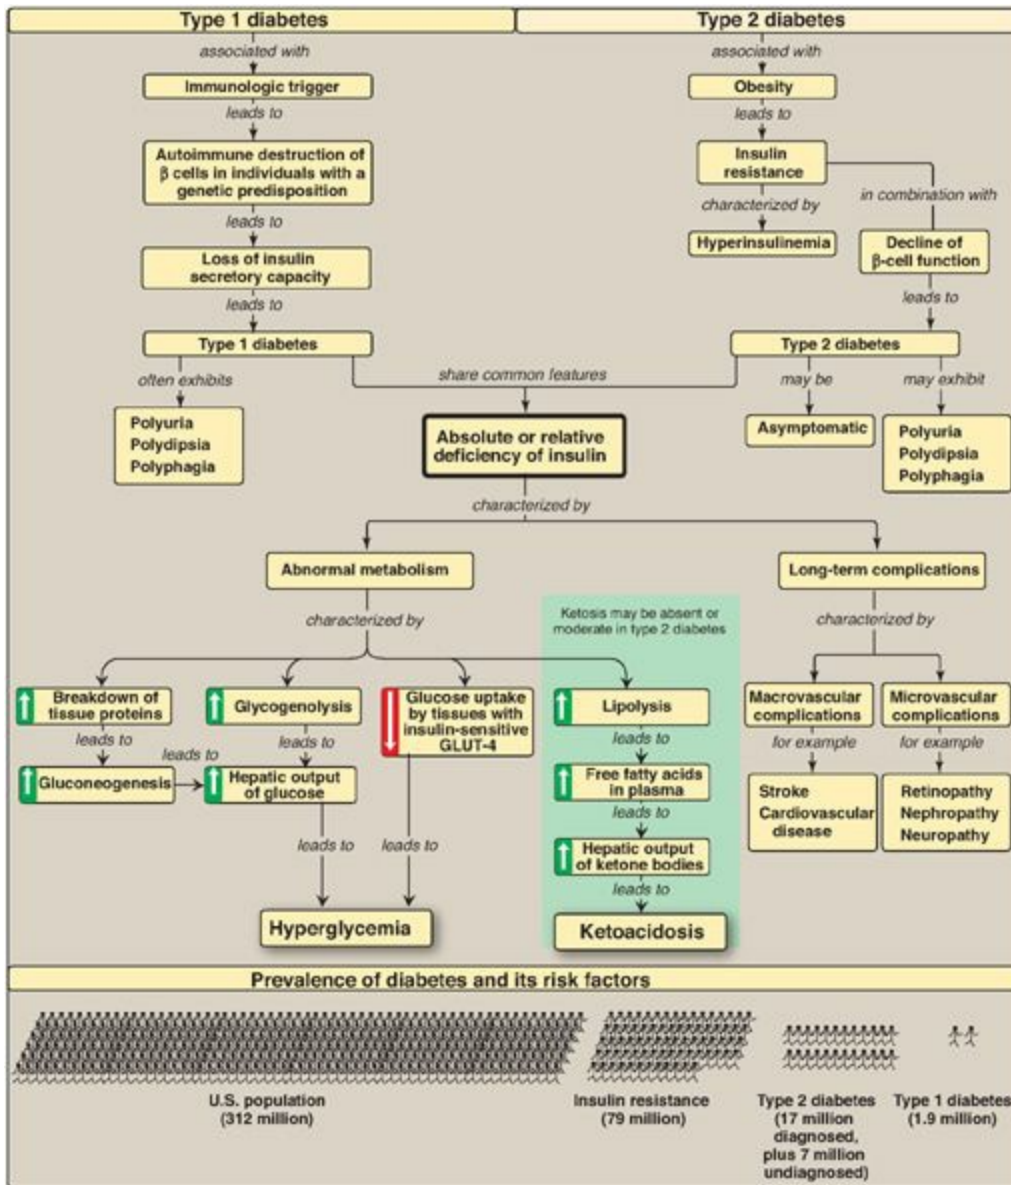 Type 1 diabetes
Type 2 diabetes
associated with
Immunologic trigger
leads to
Autoimmune destruction of
β cells in individuals with a
genetic predisposition
leads to
Loss of insulin
secretory capacity
leads to
Type 1 diabetes
often exhibits
Polyuria
Polydipsia
Polyphagia
associated with
Obesity
leads to
Insulin
resistance
characterized by
Hyperinsulinemia
in combination with
Decline of
β-cell function
leads to
Type 2 diabetes
may be
Asymptomatic
may exhibit
Polyuria
Polydipsia
Polyphagia
share common features
Absolute or relative
deficiency of insulin
characterized by
Abnormal metabolism
Long-term complications
characterized by
Breakdown of
tissue proteins
leads to
Gluconeogenesis
leads to
Glycogenolysis
leads to
Hepatic output
of glucose
leads to
Glucose uptake
by tissues with
insulin-sensitive
GLUT-4
leads to
Hyperglycemia
Ketosis may be absent or
moderate in type 2 diabetes
Lipolysis
leads to
Free fatty acids
in plasma
leads to
Hepatic output
of ketone bodies
leads to
Ketoacidosis
characterized by
Macrovascular
complications
for example
Stroke
Cardiovascular
disease
Microvascular
complications
for example
Retinopathy
Nephropathy
Neuropathy
Prevalence of diabetes and its risk factors
U.S. population
(312 million)
Insulin resistance
(79 million)
Type 2 diabetes
(17 million
diagnosed,
plus 7 million
undiagnosed)
Type 1 diabetes
(1.9 million)